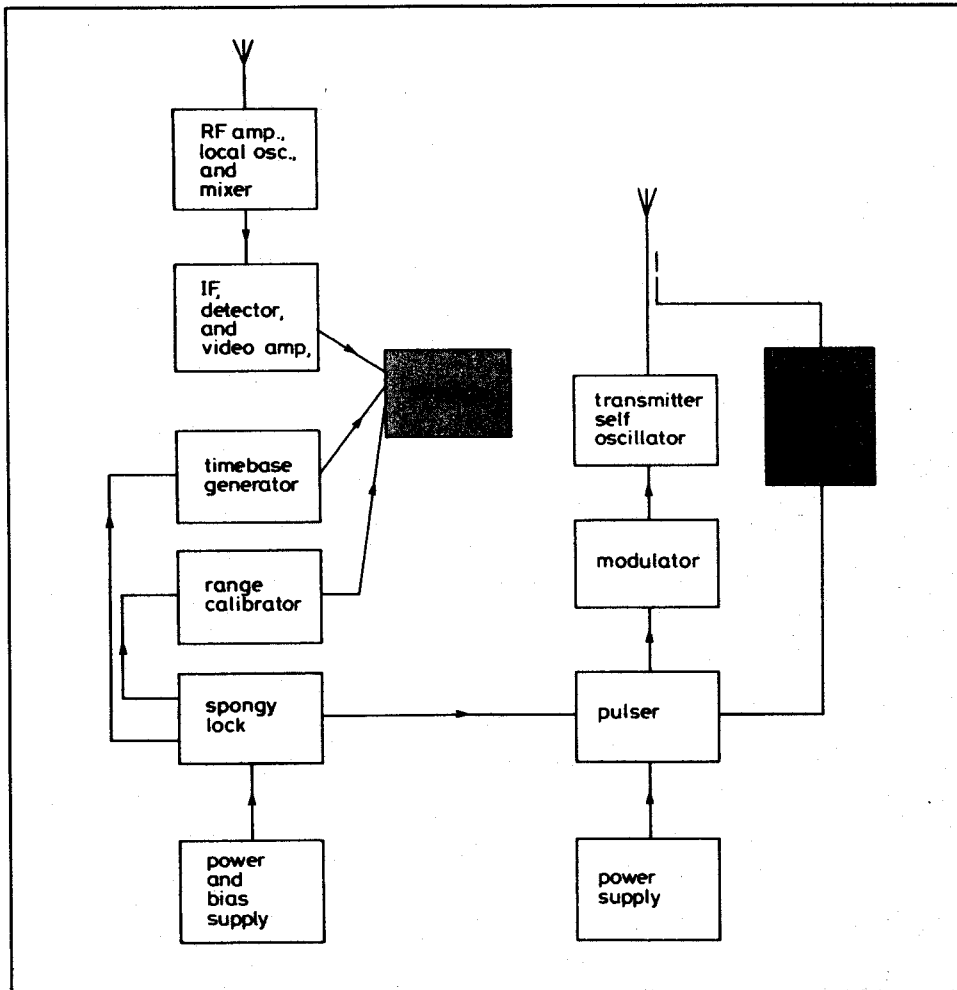 RF amp.,
local osc.,
and
mixer
IF,
detector,
and
video amp,
transmitter
self
oscillator
timebase
generator
modulator
range
calibrator
spongy
lock
pulser
power
and
bias
supply
power
supply